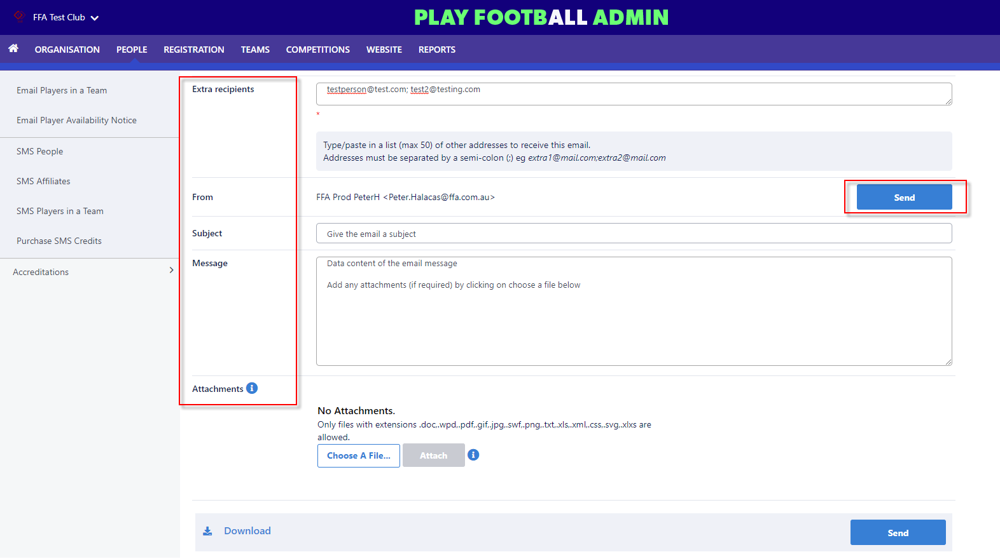 FFA Test Club
PLAY FOOTBALL ADMIN
ORGANISATION PEOPLE REGISTRATION TEAMS COMPETITIONS WEBSITE REPORTS
Email Players in a Team
Email Player Availability Notice
SMS People
SMS Affiliates
SMS Players in a Team
Purchase SMS Credits
Accreditations
Extra recipients
testperson@test.com; test2@testing.com
*
Type/paste in a list (max 50) of other addresses to receive this email.
Addresses must be separated by a semi-colon (;) eg extra1@mail.com;extra2@mail.com
From
FFA Prod PeterH <Peter.Halacas@ffa.com.au>
Send
Subject
Give the email a subject
Message
Data content of the email message
Add any attachments (if required) by clicking on choose a file below
Attachments
No Attachments.
Only files with extensions .doc,.wpd,.pdf,.gif,.jpg,.swf,.png,.txt,.xls,.xml,.css,.svg,.xlxs are
allowed.
Choose A File...
Attach
Download
Send